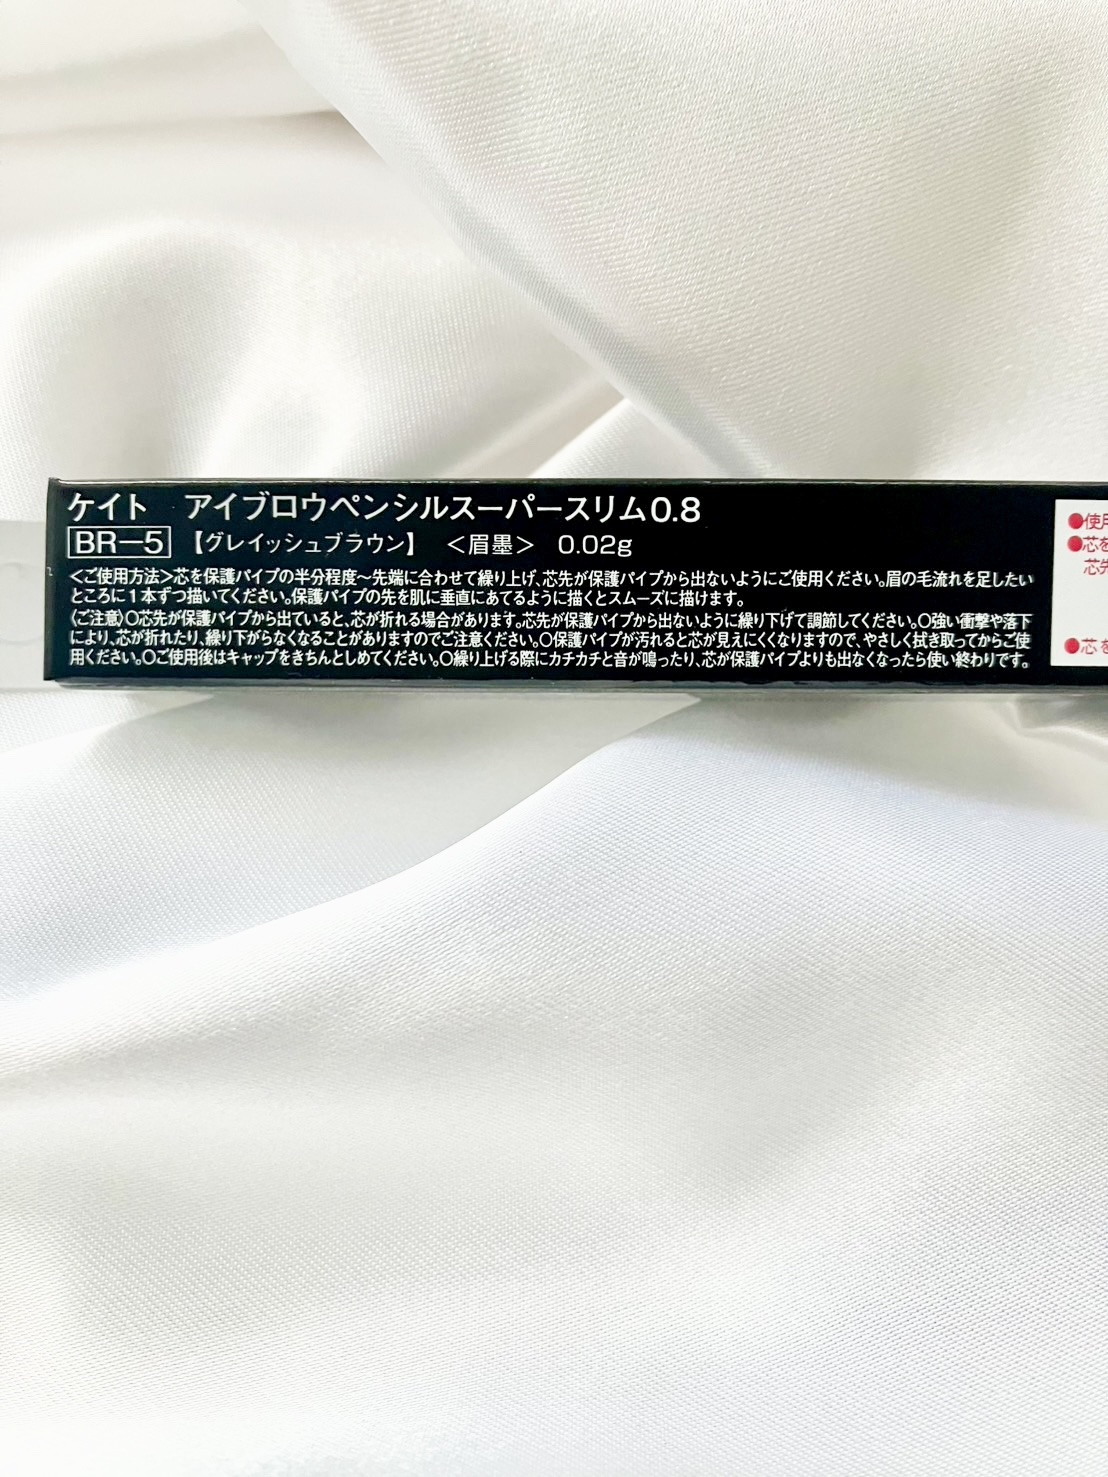 ケイト　アイブロウペンシルスーパースリム0.8
BR−5 【グレイッシュブラウン】 ＜眉墨＞ 0.02g
＜ご使用方法＞芯を保護パイプの半分程度〜先端に合わせて繰り上げ、芯先が保護パイプから出ないようにご使用ください。眉の毛流れを足したい
ところに1本ずつ描いてください。保護パイプの先を肌に垂直にあてるように描くとスムーズに描けます。
〈ご注意〉○芯先が保護パイプから出ていると、芯が折れる場合があります。芯先が保護パイプから出ないように繰り下げて調節してください。○強い衝撃や落下
により、芯が折れたり、繰り下がらなくなることがありますのでご注意ください。○保護パイプが汚れると芯が見えにくくなりますので、やさしく拭き取ってからご使
用ください。○ご使用後はキャップをきちんとしめてください。○繰り上げる際にカチカチと音が鳴ったり、芯が保護パイプよりも出なくなったら使い終わりです。
●使用
●芯を
芯先
●芯を